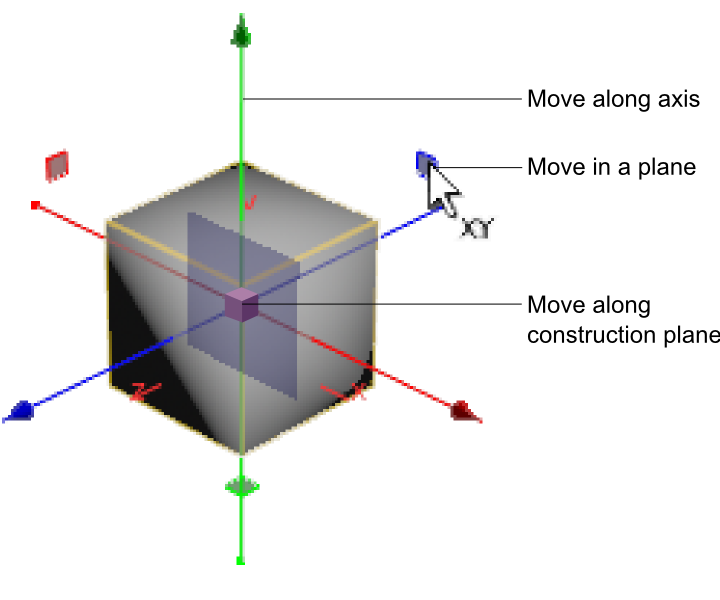 Move along axis
Move in a plane
XY
Move along
construction plane
Z
X